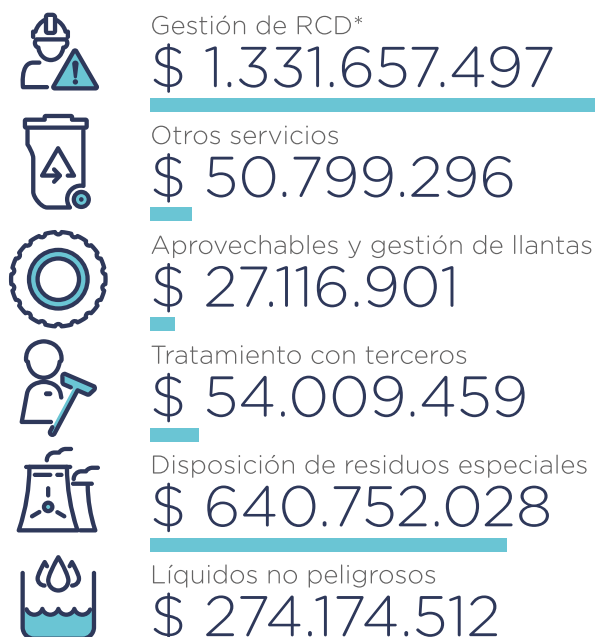 Gestión de RCD*
$ 1.331.657.497
Otros servicios
$ 50.799.296
Aprovechables y gestión de llantas
$ 27.116.901
Tratamiento con terceros
$ 54.009.459
Disposición de residuos especiales
$ 640.752.028
Líquidos no peligrosos
$ 274.174.512